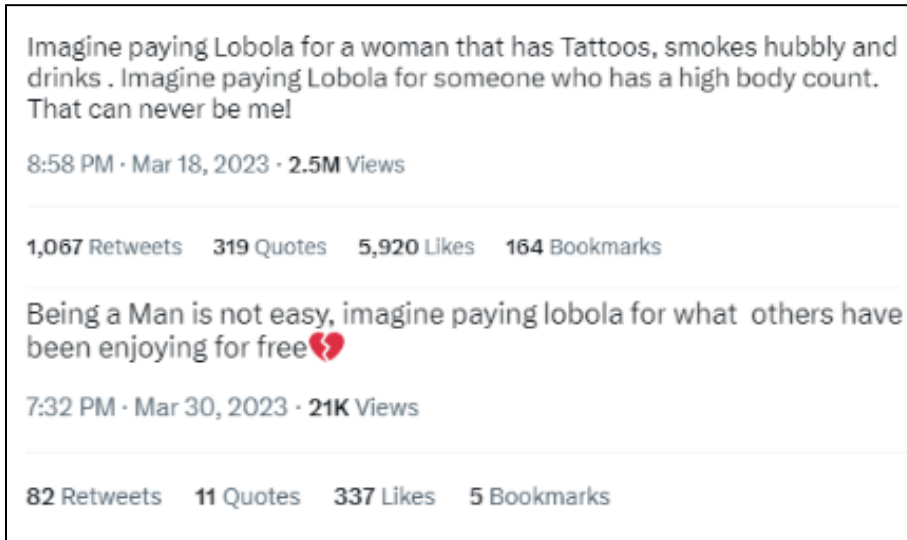 Imagine paying Lobola for a woman that has Tattoos, smokes hubbly and
drinks . Imagine paying Lobola for someone who has a high body count.
That can never be me!
8:58 PM · Mar 18, 2023 · 2.5M Views
1,067 Retweets 319 Quotes 5,920 Likes 164 Bookmarks
Being a Man is not easy, imagine paying lobola for what others have
been enjoying for free💔
7:32 PM · Mar 30, 2023 · 21K Views
82 Retweets 11 Quotes 337 Likes 5 Bookmarks